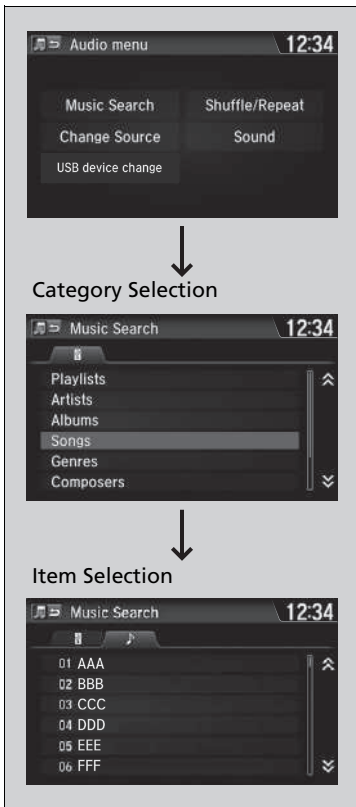 Audio menu 12:34
Music Search Shuffle/Repeat
Change Source Sound
USB device change
Category Selection
Music Search 12:34
Playlists
Artists
Albums
Songs
Genres
Composers
Item Selection
Music Search 12:34
01 AAA
02 BBB
03 CCC
04 DDD
05 EEE
06 FFF